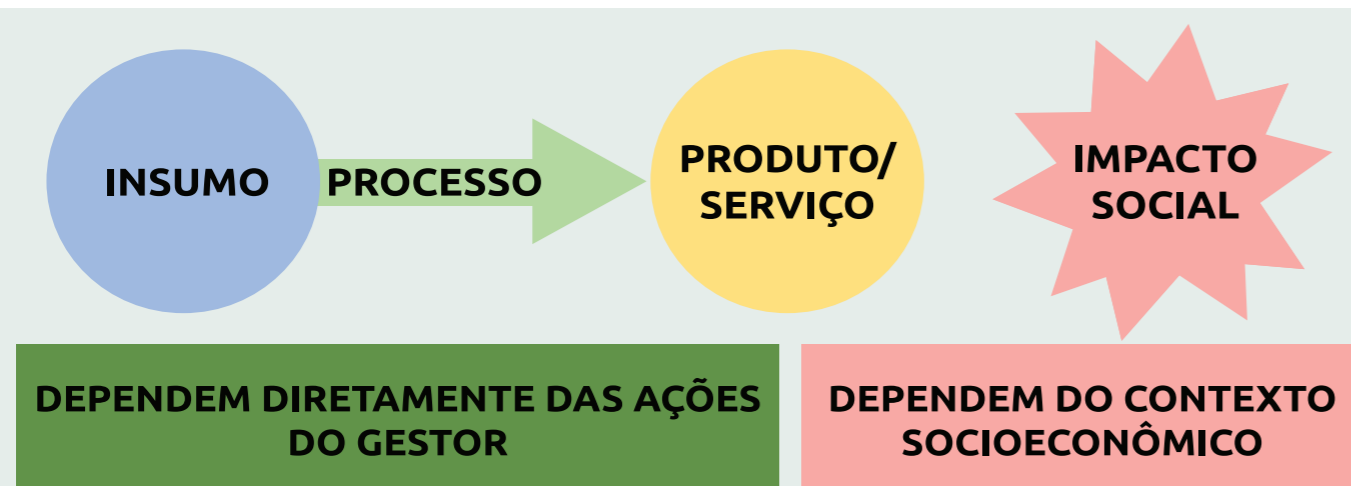 INSUMO
PROCESSO
PRODUTO/
SERVIÇO
IMPACTO
SOCIAL
DEPENDEM DIRETAMENTE DAS AÇÕES
DO GESTOR
DEPENDEM DO CONTEXTO
SOCIOECONÔMICO